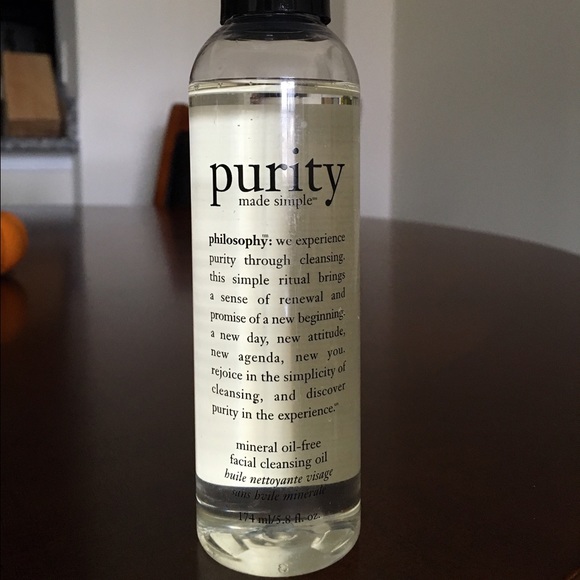 purity
made simple™
philosophy™: we experience
purity through cleansing.
this simple ritual brings
a sense of renewal and
promise of a new beginning.
a new day, new attitude,
new agenda, new you.
rejoice in the simplicity of
cleansing, and discover
purity in the experience.™
mineral oil-free
facial cleansing oil
huile nettoyante visage
sans huile minérale
174 ml/5.8 fl. oz.